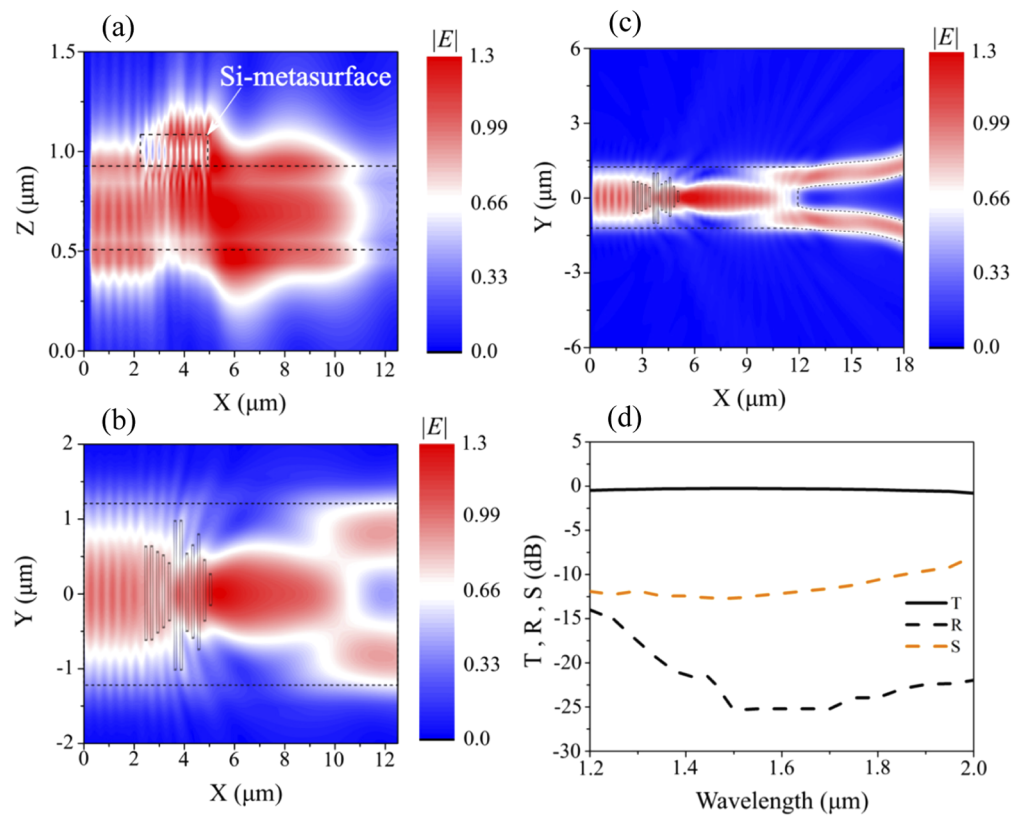 (a)
|E|
1.5
1.0
0.5
0.0
Z (μm)
Si-metasurface
0 2 4 6 8 10 12
X (μm)
1.3
0.99
0.66
0.33
0.0
(c)
|E|
6
3
0
-3
-6
Y (μm)
0 3 6 9 12 15 18
X (μm)
1.3
0.99
0.66
0.33
0.0
(b)
|E|
2
1
0
-1
-2
Y (μm)
0 2 4 6 8 10 12
X (μm)
1.3
0.99
0.66
0.33
0.0
(d)
5
0
-5
-10
-15
-20
-25
-30
T , R , S (dB)
T
R
S
1.2 1.4 1.6 1.8 2.0
Wavelength (μm)